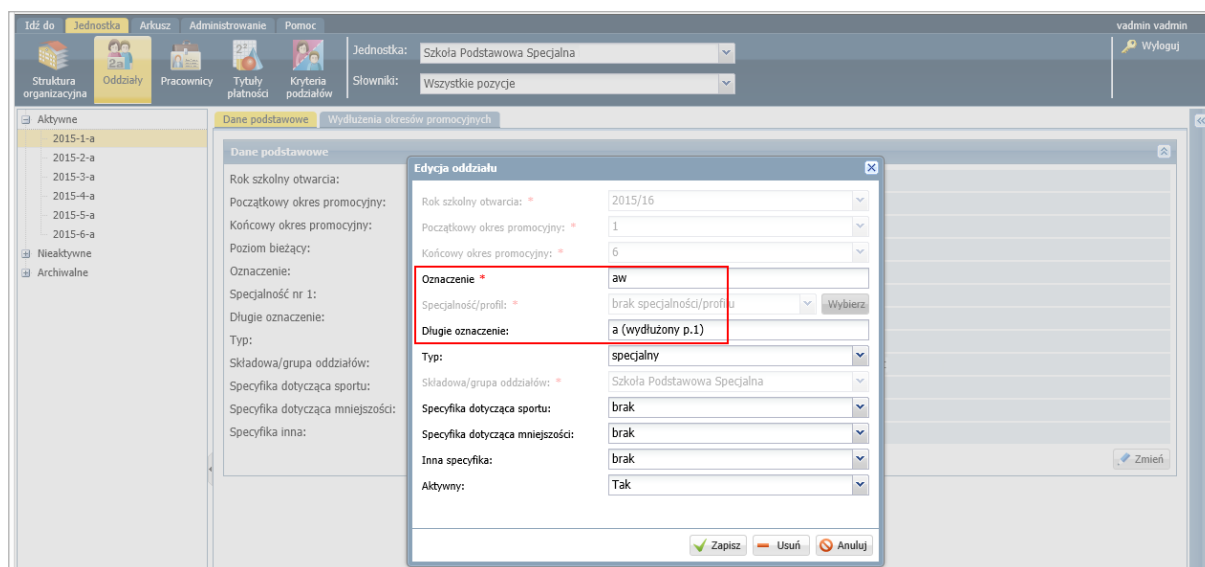 Idź do Jednostka Arkusz Administrowanie Pomoc vadmin vadmin
Struktura organizacyjna
Oddziały
Pracownicy
Tytuły płatności
Kryteria podziałów
Jednostka: Szkoła Podstawowa Specjalna
Słowniki: Wszystkie pozycje
Wyloguj
Aktywne
2015-1-a
2015-2-a
2015-3-a
2015-4-a
2015-5-a
2015-6-a
Nieaktywne
Archiwalne
Dane podstawowe Wydłużenia okresów promocyjnych
Dane podstawowe
Rok szkolny otwarcia:
Początkowy okres promocyjny:
Końcowy okres promocyjny:
Poziom bieżący:
Oznaczenie:
Specjalność nr 1:
Długie oznaczenie:
Typ:
Składowa/grupa oddziałów:
Specyfika dotycząca sportu:
Specyfika dotycząca mniejszości:
Specyfika inna:
Zmień
Edycja oddziału
Rok szkolny otwarcia: * 2015/16
Początkowy okres promocyjny: * 1
Końcowy okres promocyjny: * 6
Oznaczenie * aw
Specjalność/profil: * brak specjalności/profilu Wybierz
Długie oznaczenie: a (wydłużony p.1)
Typ: specjalny
Składowa/grupa oddziałów: * Szkoła Podstawowa Specjalna
Specyfika dotycząca sportu: brak
Specyfika dotycząca mniejszości: brak
Inna specyfika: brak
Aktywny: Tak
Zapisz Usuń Anuluj